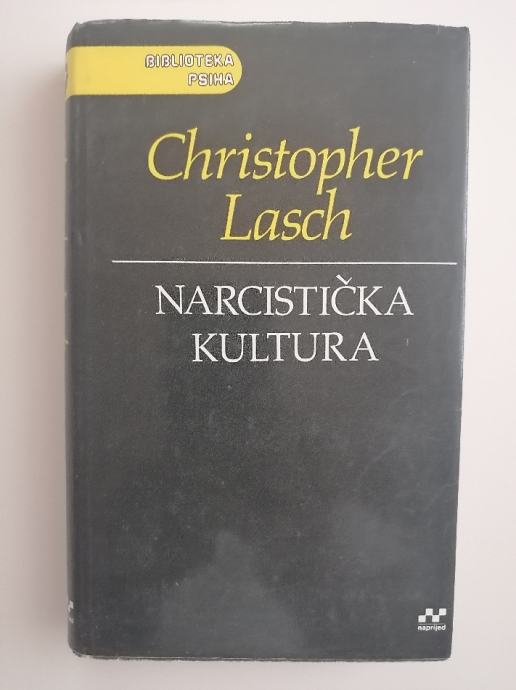 BIBLIOTEKA
PSIHA
Christopher
Lasch
NARCISTIČKA
KULTURA
naprijed